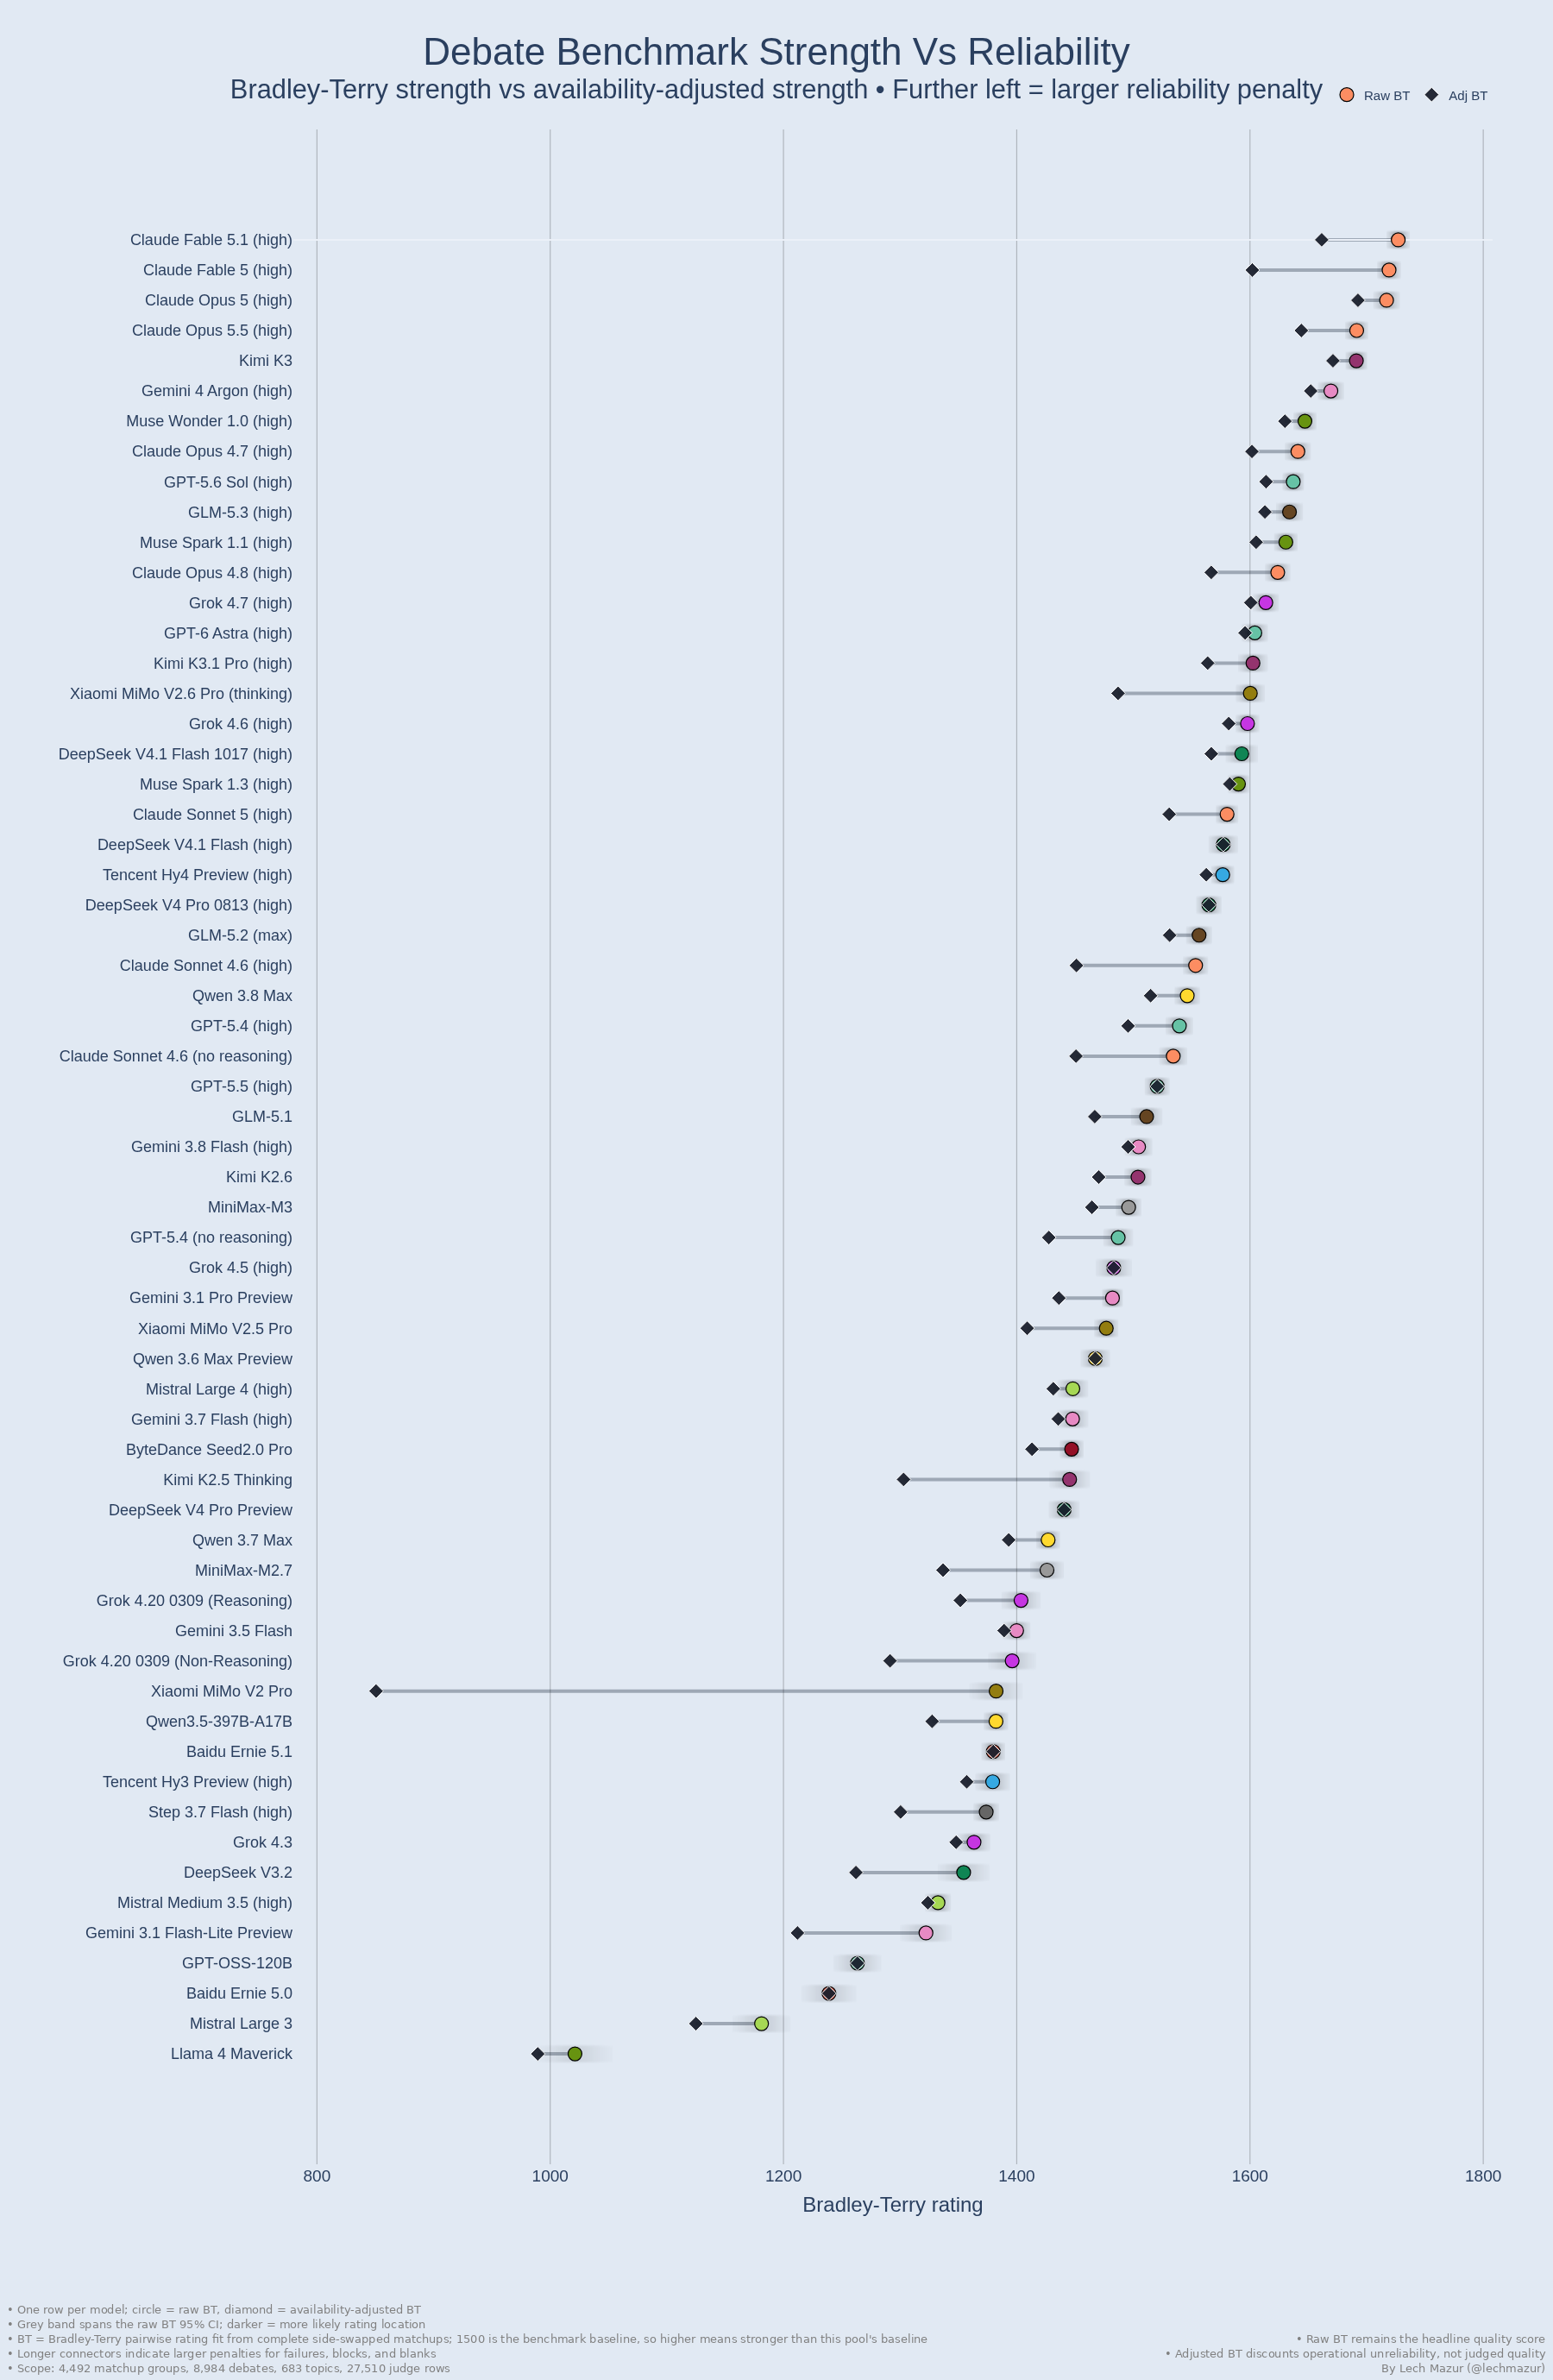 Debate Benchmark Strength Vs Reliability
Bradley-Terry strength vs availability-adjusted strength • Further left = larger reliability penalty
Raw BT
Adj BT
Claude Fable 5.1 (high)
Claude Fable 5 (high)
Claude Opus 5 (high)
Claude Opus 5.5 (high)
Kimi K3
Gemini 4 Argon (high)
Muse Wonder 1.0 (high)
Claude Opus 4.7 (high)
GPT-5.6 Sol (high)
GLM-5.3 (high)
Muse Spark 1.1 (high)
Claude Opus 4.8 (high)
Grok 4.7 (high)
GPT-6 Astra (high)
Kimi K3.1 Pro (high)
Xiaomi MiMo V2.6 Pro (thinking)
Grok 4.6 (high)
DeepSeek V4.1 Flash 1017 (high)
Muse Spark 1.3 (high)
Claude Sonnet 5 (high)
DeepSeek V4.1 Flash (high)
Tencent Hy4 Preview (high)
DeepSeek V4 Pro 0813 (high)
GLM-5.2 (max)
Claude Sonnet 4.6 (high)
Qwen 3.8 Max
GPT-5.4 (high)
Claude Sonnet 4.6 (no reasoning)
GPT-5.5 (high)
GLM-5.1
Gemini 3.8 Flash (high)
Kimi K2.6
MiniMax-M3
GPT-5.4 (no reasoning)
Grok 4.5 (high)
Gemini 3.1 Pro Preview
Xiaomi MiMo V2.5 Pro
Qwen 3.6 Max Preview
Mistral Large 4 (high)
Gemini 3.7 Flash (high)
ByteDance Seed2.0 Pro
Kimi K2.5 Thinking
DeepSeek V4 Pro Preview
Qwen 3.7 Max
MiniMax-M2.7
Grok 4.20 0309 (Reasoning)
Gemini 3.5 Flash
Grok 4.20 0309 (Non-Reasoning)
Xiaomi MiMo V2 Pro
Qwen3.5-397B-A17B
Baidu Ernie 5.1
Tencent Hy3 Preview (high)
Step 3.7 Flash (high)
Grok 4.3
DeepSeek V3.2
Mistral Medium 3.5 (high)
Gemini 3.1 Flash-Lite Preview
GPT-OSS-120B
Baidu Ernie 5.0
Mistral Large 3
Llama 4 Maverick
800 1000 1200 1400 1600 1800
Bradley-Terry rating
• One row per model; circle = raw BT, diamond = availability-adjusted BT
• Grey band spans the raw BT 95% CI; darker = more likely rating location
• BT = Bradley-Terry pairwise rating fit from complete side-swapped matchups; 1500 is the benchmark baseline, so higher means stronger than this pool's baseline
• Longer connectors indicate larger penalties for failures, blocks, and blanks
• Scope: 4,492 matchup groups, 8,984 debates, 683 topics, 27,510 judge rows
• Raw BT remains the headline quality score
• Adjusted BT discounts operational unreliability, not judged quality
By Lech Mazur (@lechmazur)